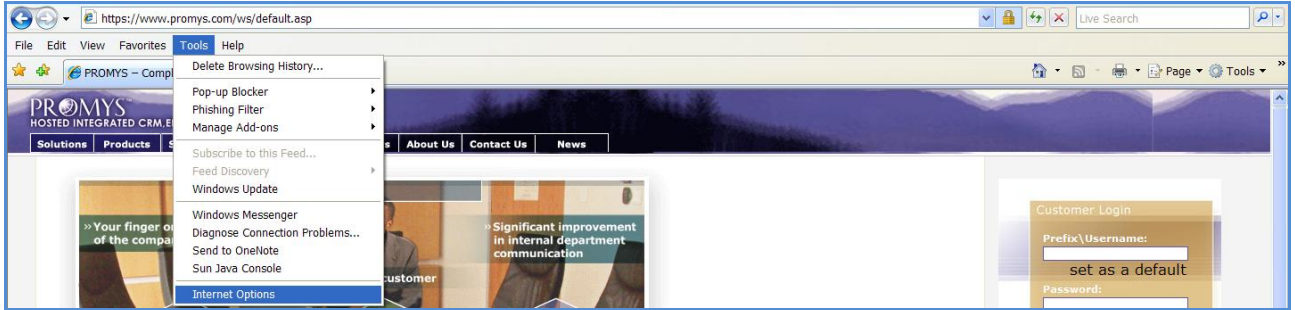 https://www.promys.com/ws/default.asp
Live Search
File Edit View Favorites Tools Help
PROMYS – Compl
Page Tools
Delete Browsing History...
Pop-up Blocker
Phishing Filter
Manage Add-ons
Subscribe to this Feed...
Feed Discovery
Windows Update
Windows Messenger
Diagnose Connection Problems...
Send to OneNote
Sun Java Console
Internet Options
PROMYS
HOSTED INTEGRATED CRM,E
Solutions Products S s About Us Contact Us News
»Your finger o
of the compa
customer
»Significant improvement
in internal department
communication
Customer Login
Prefix\Username:
set as a default
Password: